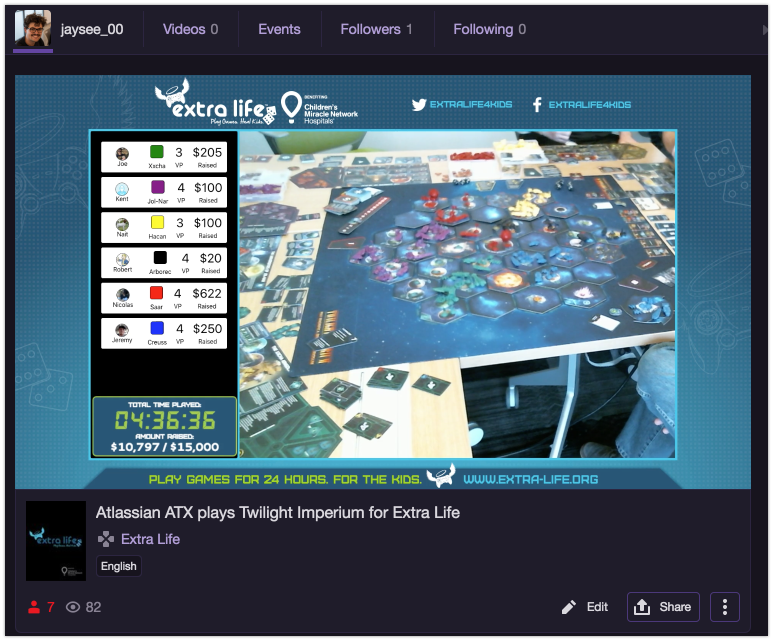 jaysee_00
Videos 0
Events
Followers 1
Following 0
extra life
Play Games. Heal Kids.
BENEFITING
Children's
Miracle Network
Hospitals
EXTRALIFE4KIDS
EXTRALIFE4KIDS
Joe Xxcha 3 VP $205 Raised
Kent Jol-Nar 4 VP $100 Raised
Nait Hacan 3 VP $100 Raised
Robert Arborec 4 VP $20 Raised
Nicolas Saar 4 VP $622 Raised
Jeremy Creuss 4 VP $250 Raised
TOTAL TIME PLAYED:
04:36:36
AMOUNT RAISED:
$10,797 / $15,000
TWILIGHT
IMPERIUM
PLAY GAMES FOR 24 HOURS. FOR THE KIDS.
WWW.EXTRA-LIFE.ORG
extra life
Atlassian ATX plays Twilight Imperium for Extra Life
Extra Life
English
7
82
Edit
Share